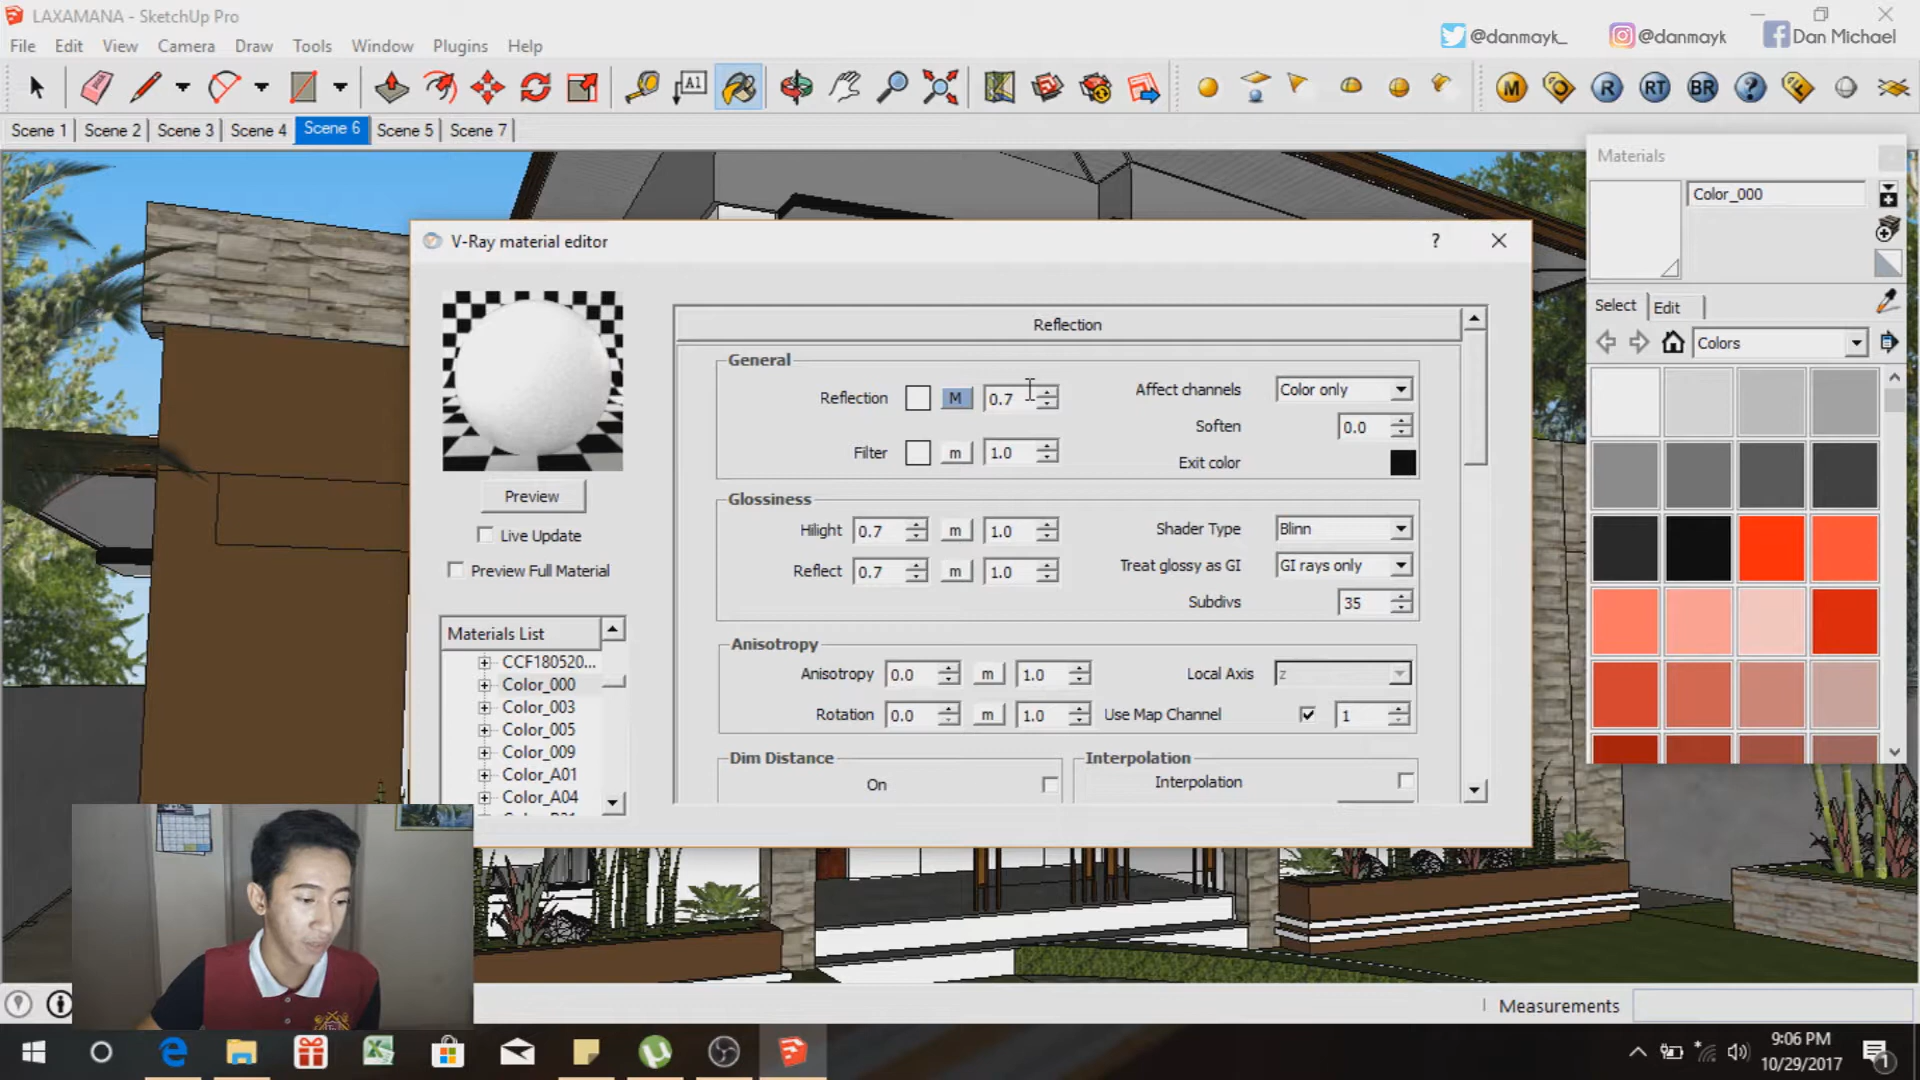 LAXAMANA - SketchUp Pro
@danmayk_
@danmayk
Dan Michael
File Edit View Camera Draw Tools Window Plugins Help
A1
M
R
RT
BR
?
Scene 1 Scene 2 Scene 3 Scene 4 Scene 6 Scene 5 Scene 7
Materials
Color_000
Select
Edit
Colors
V-Ray material editor
?
Preview
Live Update
Preview Full Material
Materials List
CCF180520...
Color_000
Color_003
Color_005
Color_009
Color_A01
Color_A04
Reflection
General
Reflection M 0.7 Affect channels Color only
Soften 0.0
Filter m 1.0 Exit color
Glossiness
Hilight 0.7 m 1.0 Shader Type Blinn
Reflect 0.7 m 1.0 Treat glossy as GI GI rays only
Subdivs 35
Anisotropy
Anisotropy 0.0 m 1.0 Local Axis z
Rotation 0.0 m 1.0 Use Map Channel 1
Dim Distance
On
Interpolation
Interpolation
Measurements
9:06 PM
10/29/2017
1